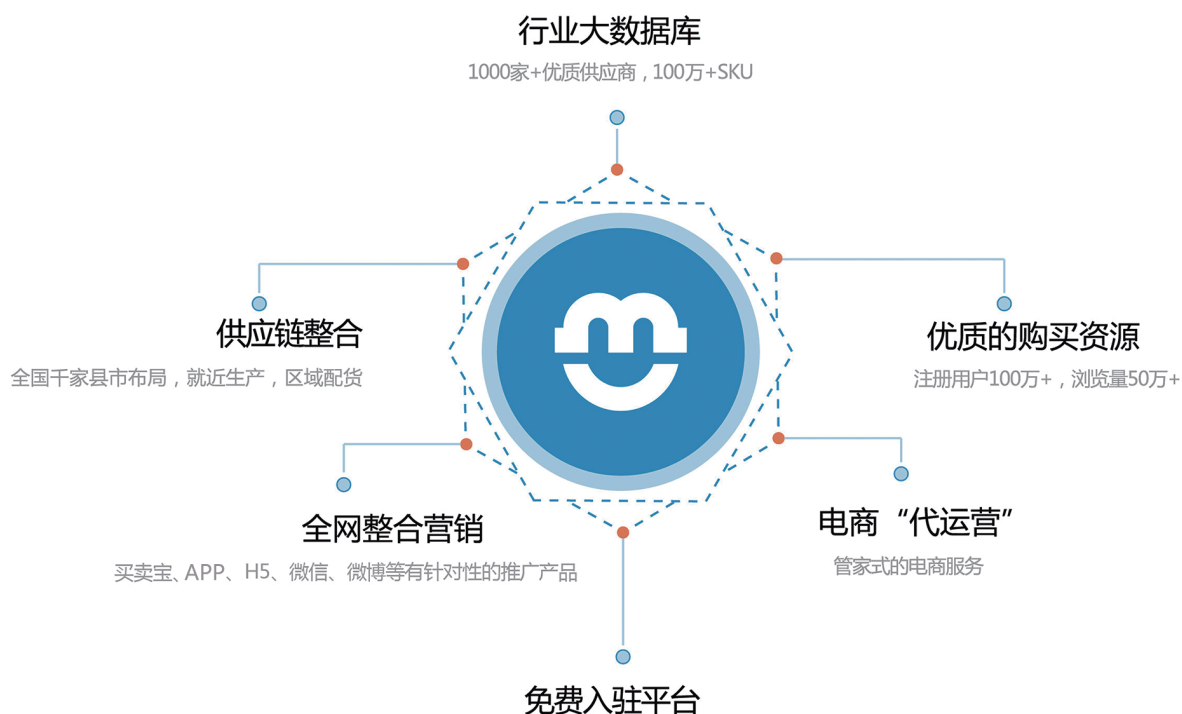 行业大数据库
1000家+优质供应商，100万+SKU
供应链整合
全国千家县市布局，就近生产，区域配货
优质的购买资源
注册用户100万+，浏览量50万+
全网整合营销
买卖宝、APP、H5、微信、微博等有针对性的推广产品
电商“代运营”
管家式的电商服务
免费入驻平台